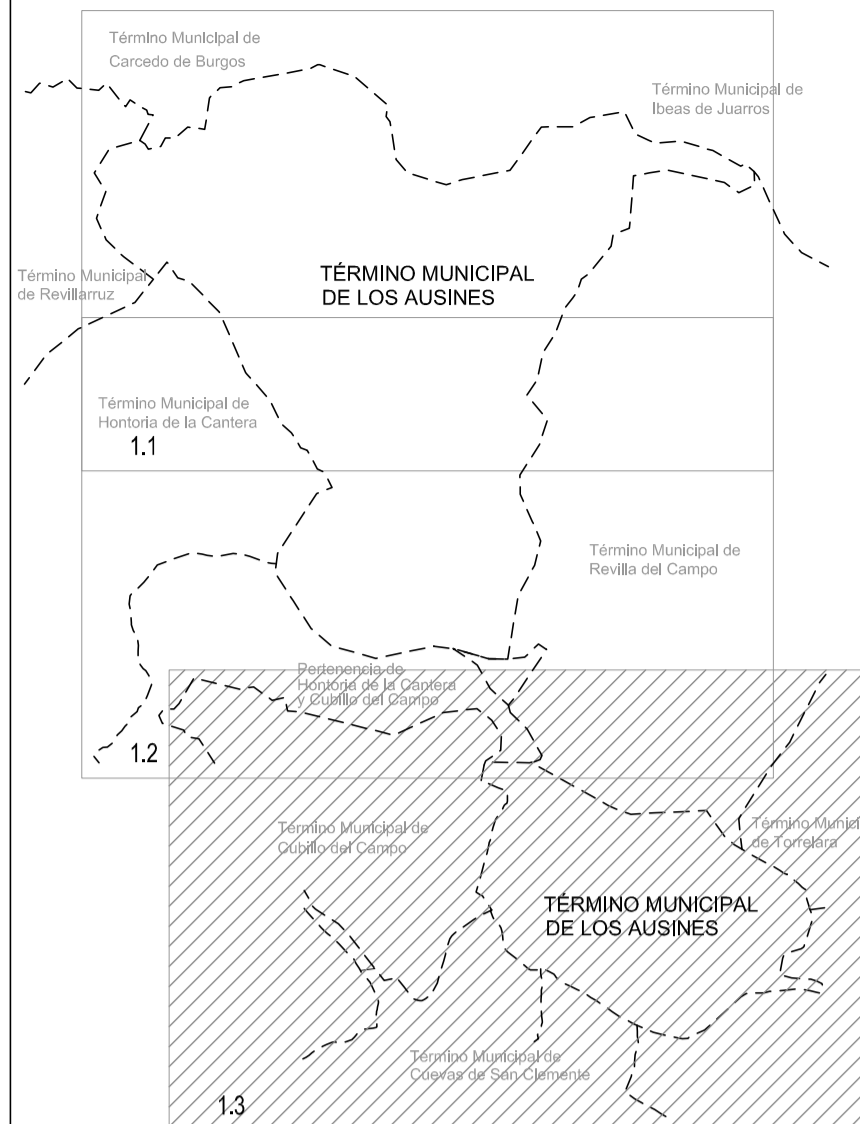 Término Municipal de
Carcedo de Burgos
Término Municipal de
Ibeas de Juarros
Término Municipal
de Revillarruz
TÉRMINO MUNICIPAL
DE LOS AUSINES
Término Municipal de
Hontoria de la Cantera
1.1
Término Municipal de
Revilla del Campo
Pertenencia de
Hontoria de la Cantera
y Cubillo del Campo
1.2
Término Municipal de
Cubillo del Campo
Término Munici
de Torrelara
TÉRMINO MUNICIPAL
DE LOS AUSINES
Término Municipal de
Cuevas de San Clemente
1.3